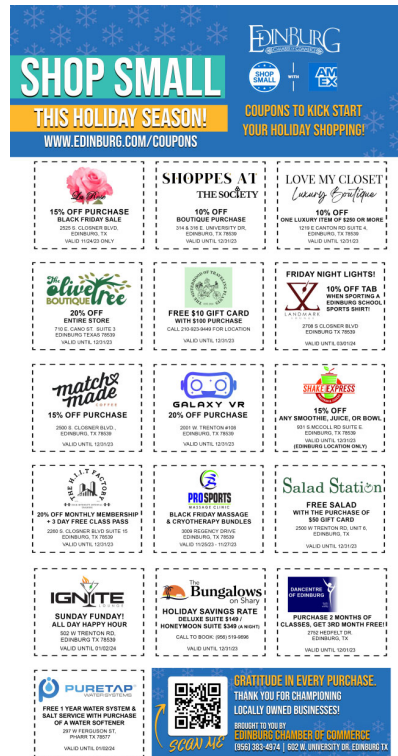 EDINBURG
CHAMBER OF COMMERCE
SHOP SMALL
SHOP
SMALL
WITH
AM
EX
THIS HOLIDAY SEASON!
COUPONS TO KICK START
YOUR HOLIDAY SHOPPING!
WWW.EDINBURG.COM/COUPONS
La Rose
15% OFF PURCHASE
BLACK FRIDAY SALE
2525 S. CLOSNER BLVD.
EDINBURG, TX
VALID 11/24/23 ONLY
SHOPPES AT
THE SOCIETY
10% OFF
BOUTIQUE PURCHASE
314 & 318 E. UNIVERSITY DR,
EDINBURG, TX 78539
VALID UNTIL 12/31/23
LOVE MY CLOSET
Luxury Boutique
10% OFF
ONE LUXURY ITEM OF $250 OR MORE
1216 E CANTON RD SUITE 4,
EDINBURG, TX 78539
VALID UNTIL 12/31/23
The
olive tree
BOUTIQUE
20% OFF
ENTIRE STORE
710 E. CANO ST. SUITE 3
EDINBURG TEXAS 78539
VALID UNTIL 12/31/23
FREE $10 GIFT CARD
WITH $100 PURCHASE
CALL 210-923-9449 FOR LOCATION
VALID UNTIL 12/31/23
FRIDAY NIGHT LIGHTS!
LANDMARK
10% OFF TAB
WHEN SPORTING A
EDINBURG SCHOOL
SPORTS SHIRT!
2708 S CLOSNER BLVD
EDINBURG TX 78539
VALID UNTIL 03/01/24
match
made
COFFEE
15% OFF PURCHASE
2500 S. CLOSNER BLVD.,
EDINBURG, TX 78539
VALID UNTIL 12/31/23
GALAXY VR
20% OFF PURCHASE
2001 W. TRENTON #108
EDINBURG, TX 78539
VALID UNTIL 12/31/23
SHAKE EXPRESS
15% OFF
ANY SMOOTHIE, JUICE, OR BOWL
931 S MCCOLL RD SUITE E,
EDINBURG, TX 78539
VALID UNTIL 12/31/23
(EDINBURG LOCATION ONLY)
THE H.I.I.T FACTORY
20% OFF MONTHLY MEMBERSHIP
+ 3 DAY FREE CLASS PASS
2260 S. CLOSNER BLVD SUITE 15
EDINBURG, TX 78539
VALID UNTIL 12/31/23
PROSPORTS
MASSAGE CLINIC
BLACK FRIDAY MASSAGE
& CRYOTHERAPY BUNDLES
3009 REGENCY DRIVE
EDINBURG, TX 78539
VALID 11/25/23 - 11/27/23
Salad Station
FREE SALAD
WITH THE PURCHASE OF
$50 GIFT CARD
2500 W TRENTON RD, UNIT 6,
EDINBURG, TX
VALID UNTIL 12/31/23
IGNITE
LOUNGE
SUNDAY FUNDAY!
ALL DAY HAPPY HOUR
502 W TRENTON RD,
EDINBURG TX 78539
VALID UNTIL 01/02/24
The
Bungalows
on Shary
HOLIDAY SAVINGS RATE
DELUXE SUITE $149 /
HONEYMOON SUITE $349 (A NIGHT)
CALL TO BOOK: (956) 519-9696
VALID UNTIL 12/31/23
DANCENTRE
OF EDINBURG
PURCHASE 2 MONTHS OF
CLASSES, GET 3RD MONTH FREE!
2752 HEDFELT DR.
EDINBURG, TX
VALID UNTIL 12/01/23
PURETAP
WATER SYSTEMS
FREE 1 YEAR WATER SYSTEM &
SALT SERVICE WITH PURCHASE
OF A WATER SOFTENER
297 W FERGUSON ST.
PHARR TX 78577
VALID UNTIL 01/02/24
SCAN ME
GRATITUDE IN EVERY PURCHASE.
THANK YOU FOR CHAMPIONING
LOCALLY OWNED BUSINESSES!
BROUGHT TO YOU BY
EDINBURG CHAMBER OF COMMERCE
(956) 383-4974 | 602 W. UNIVERSITY DR. EDINBURG TX